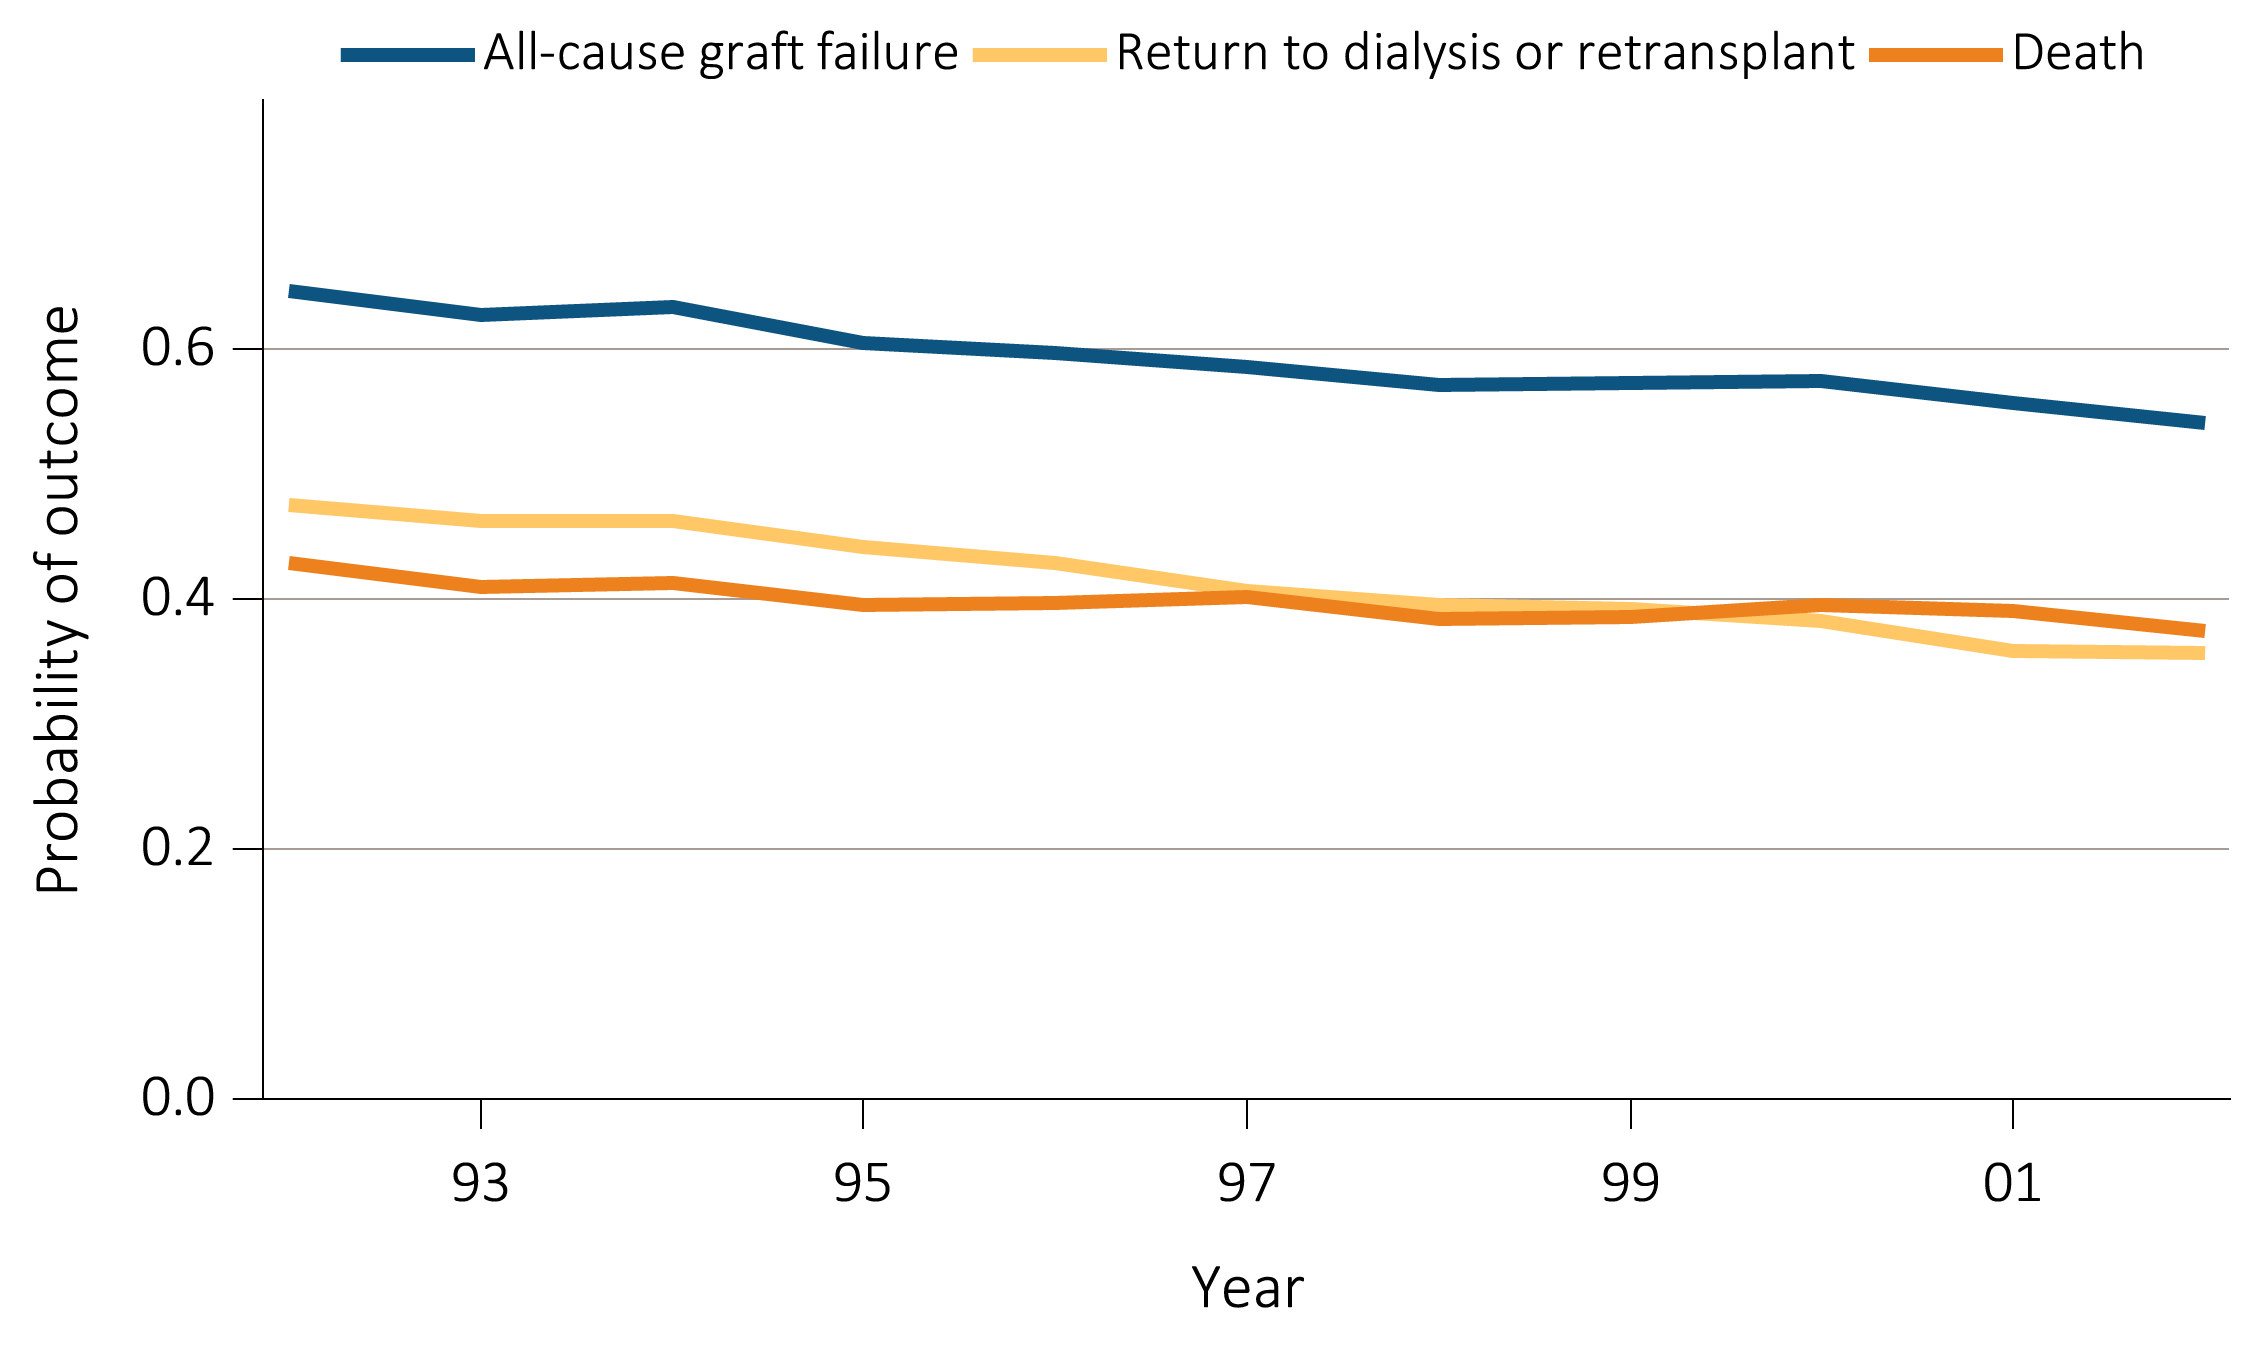 All-cause graft failure Return to dialysis or retransplant Death
Probability of outcome
0.6
0.4
0.2
0.0
93 95 97 99 01
Year